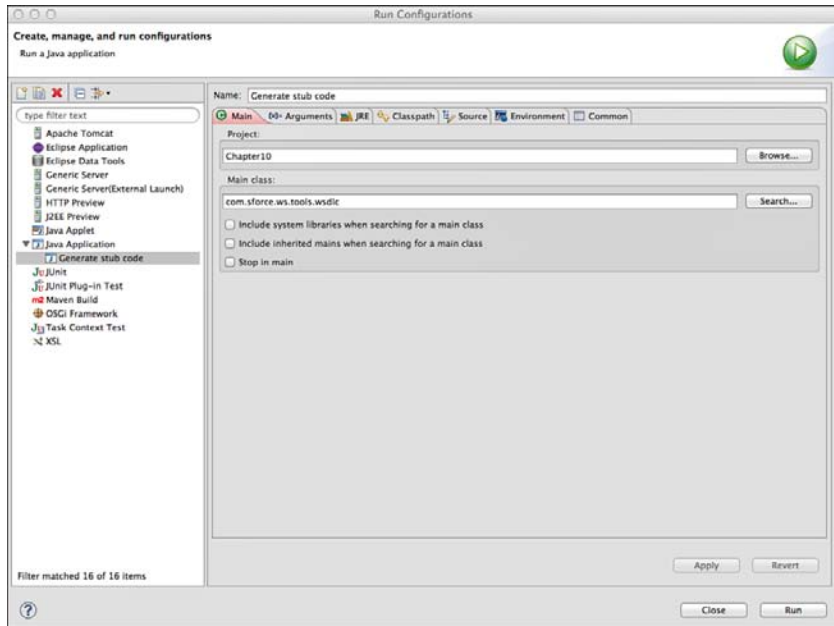 Run Configurations
Create, manage, and run configurations
Run a Java application
type filter text
Apache Tomcat
Eclipse Application
Eclipse Data Tools
Generic Server
Generic Server(External Launch)
HTTP Preview
J2EE Preview
Java Applet
Java Application
Generate stub code
Ju JUnit
JUnit Plug-in Test
m2 Maven Build
OSGi Framework
Task Context Test
XSL
Filter matched 16 of 16 items
Name: Generate stub code
Main (x)= Arguments JRE Classpath Source Environment Common
Project:
Chapter10 Browse...
Main class:
com.sforce.ws.tools.wsdlc Search...
Include system libraries when searching for a main class
Include inherited mains when searching for a main class
Stop in main
Apply Revert
? Close Run